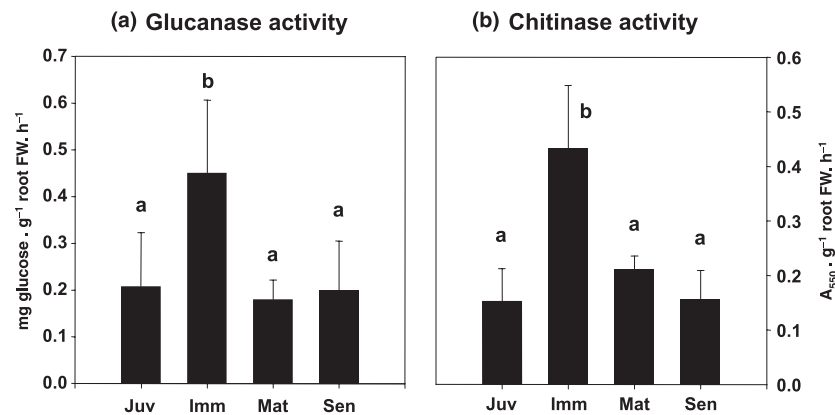 (a) Glucanase activity
0.7
0.6
0.5
0.4
0.3
0.2
0.1
0.0
mg glucose . g⁻¹ root FW. h⁻¹
a
b
a
a
Juv Imm Mat Sen
(b) Chitinase activity
0.6
0.5
0.4
0.3
0.2
0.1
0.0
A₅₅₀ . g⁻¹ root FW. h⁻¹
a
b
a
a
Juv Imm Mat Sen